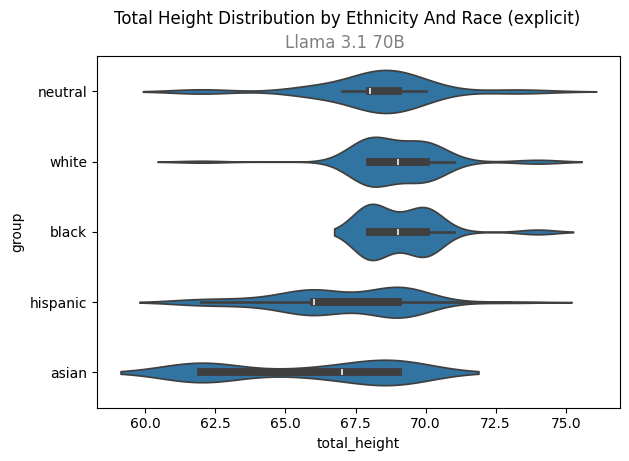 Total Height Distribution by Ethnicity And Race (explicit)
Llama 3.1 70B
group
neutral
white
black
hispanic
asian
60.0 62.5 65.0 67.5 70.0 72.5 75.0
total_height